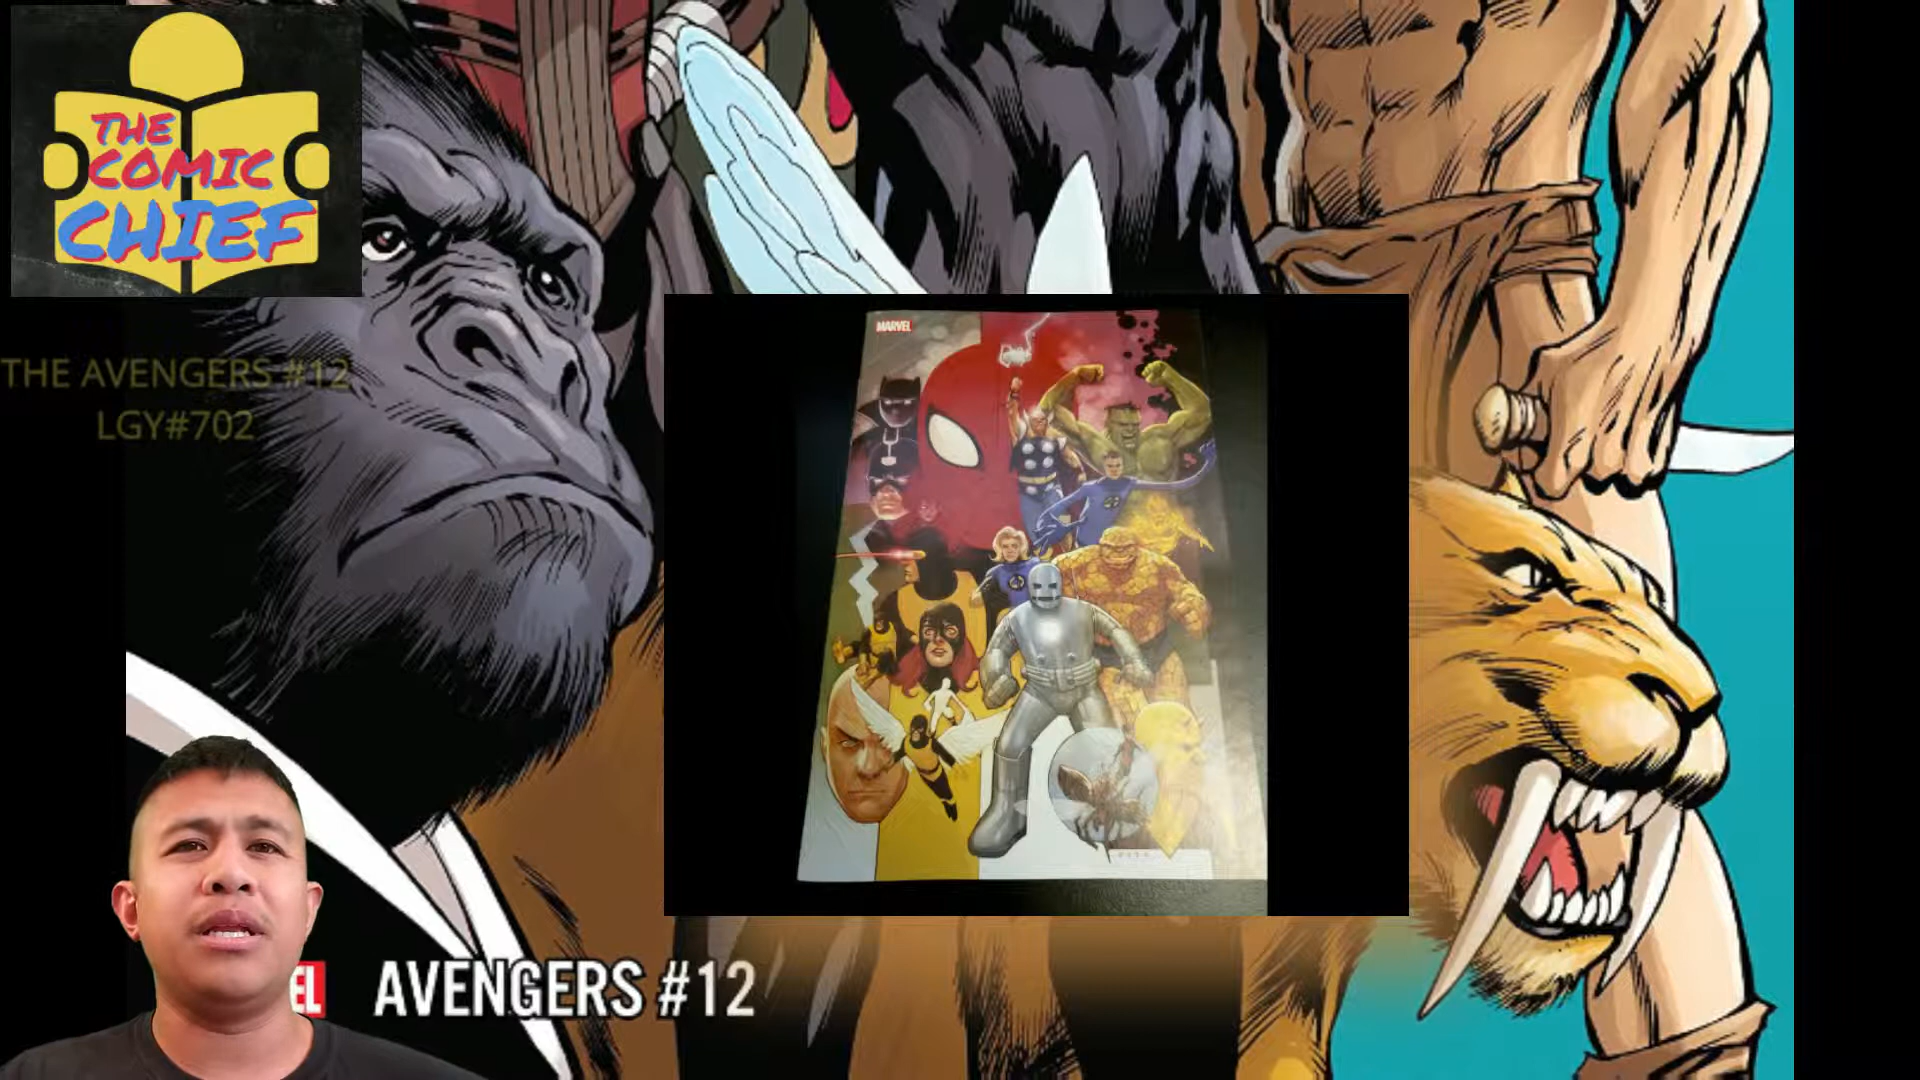 THE
COMIC
CHIEF
THE AVENGERS #12
LGY#702
MARVEL
EL
AVENGERS #12